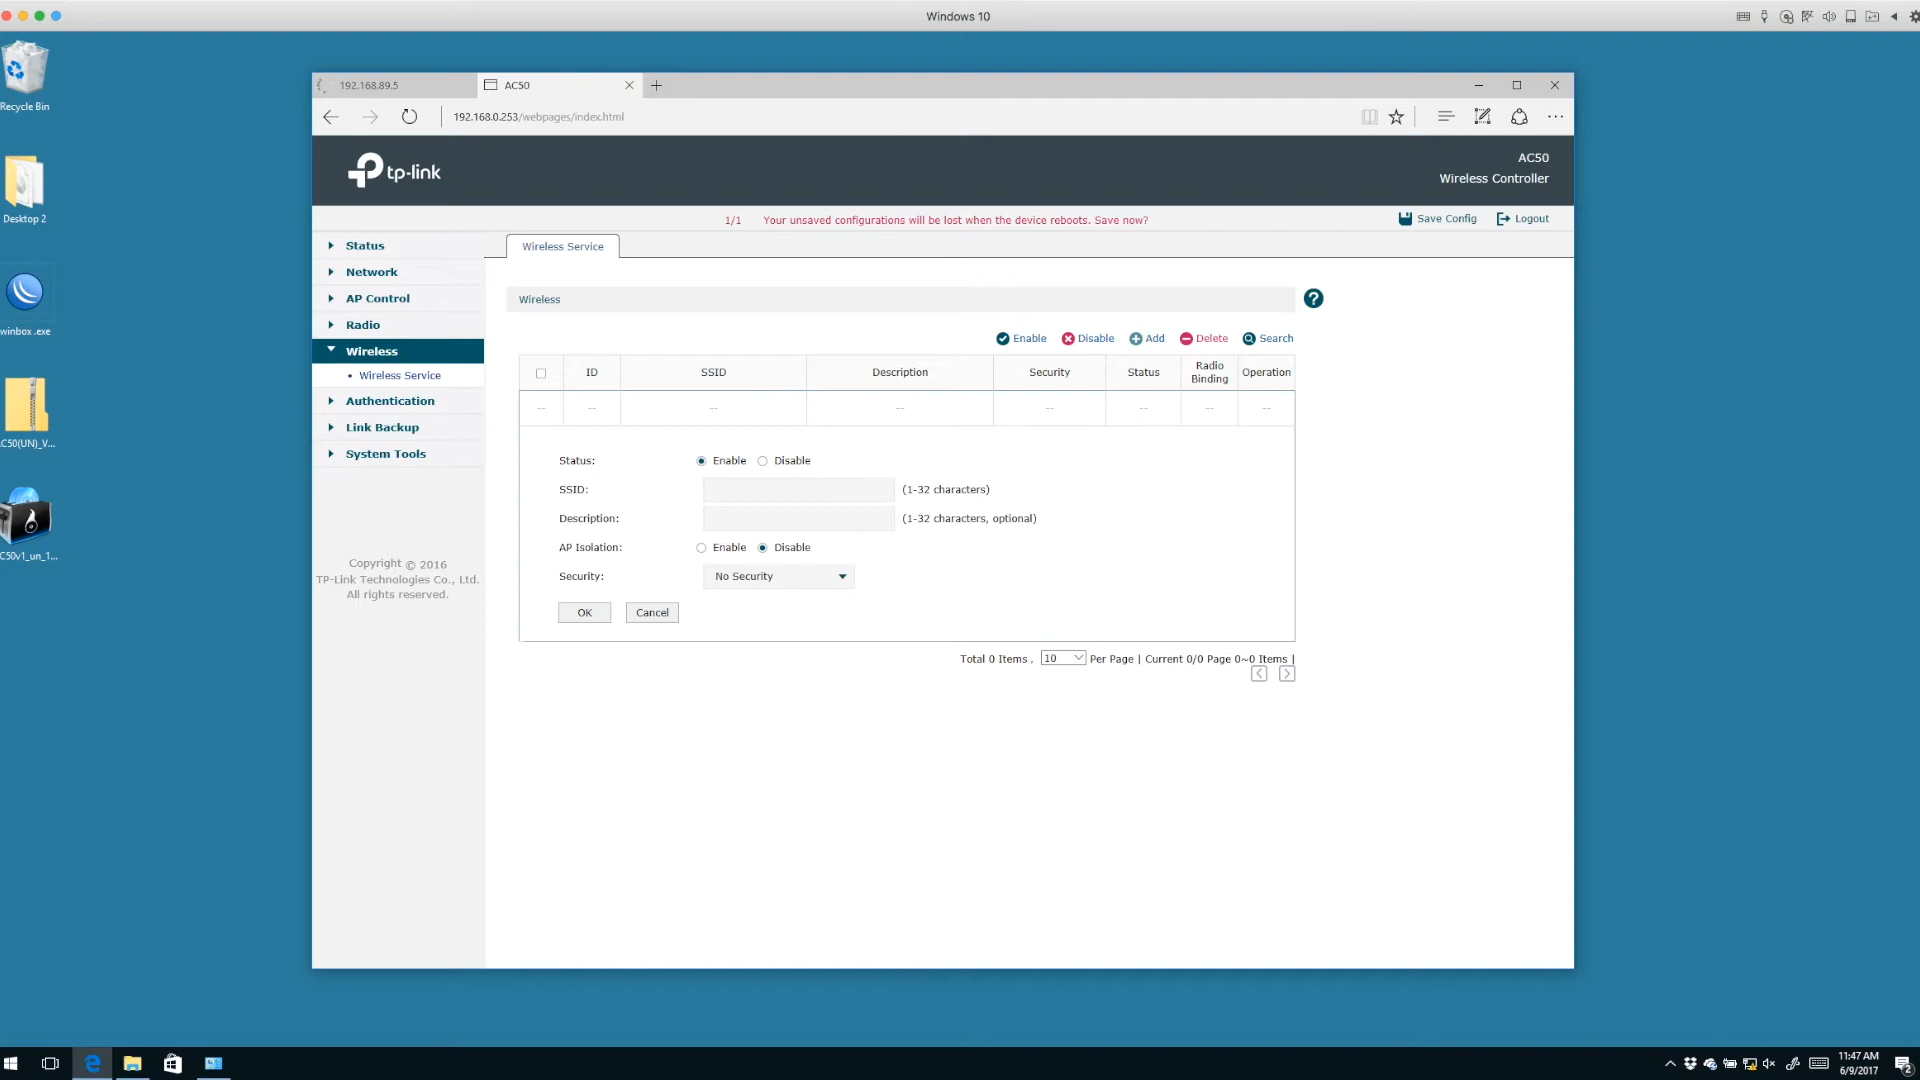 Windows 10
Recycle Bin
Desktop 2
winbox .exe
C50(UN)_V...
C50v1_un_1...
192.168.89.5
AC50
192.168.0.253/webpages/index.html
tp-link
AC50
Wireless Controller
1/1 Your unsaved configurations will be lost when the device reboots. Save now?
Save Config
Logout
Status
Network
AP Control
Radio
Wireless
• Wireless Service
Authentication
Link Backup
System Tools
Copyright © 2016
TP-Link Technologies Co., Ltd.
All rights reserved.
Wireless Service
Wireless
?
Enable Disable Add Delete Search
ID SSID Description Security Status Radio Binding Operation
-- -- -- -- -- -- -- --
Status: Enable Disable
SSID: (1-32 characters)
Description: (1-32 characters, optional)
AP Isolation: Enable Disable
Security: No Security
OK Cancel
Total 0 Items , 10 Per Page | Current 0/0 Page 0~0 Items |
11:47 AM
6/9/2017
2